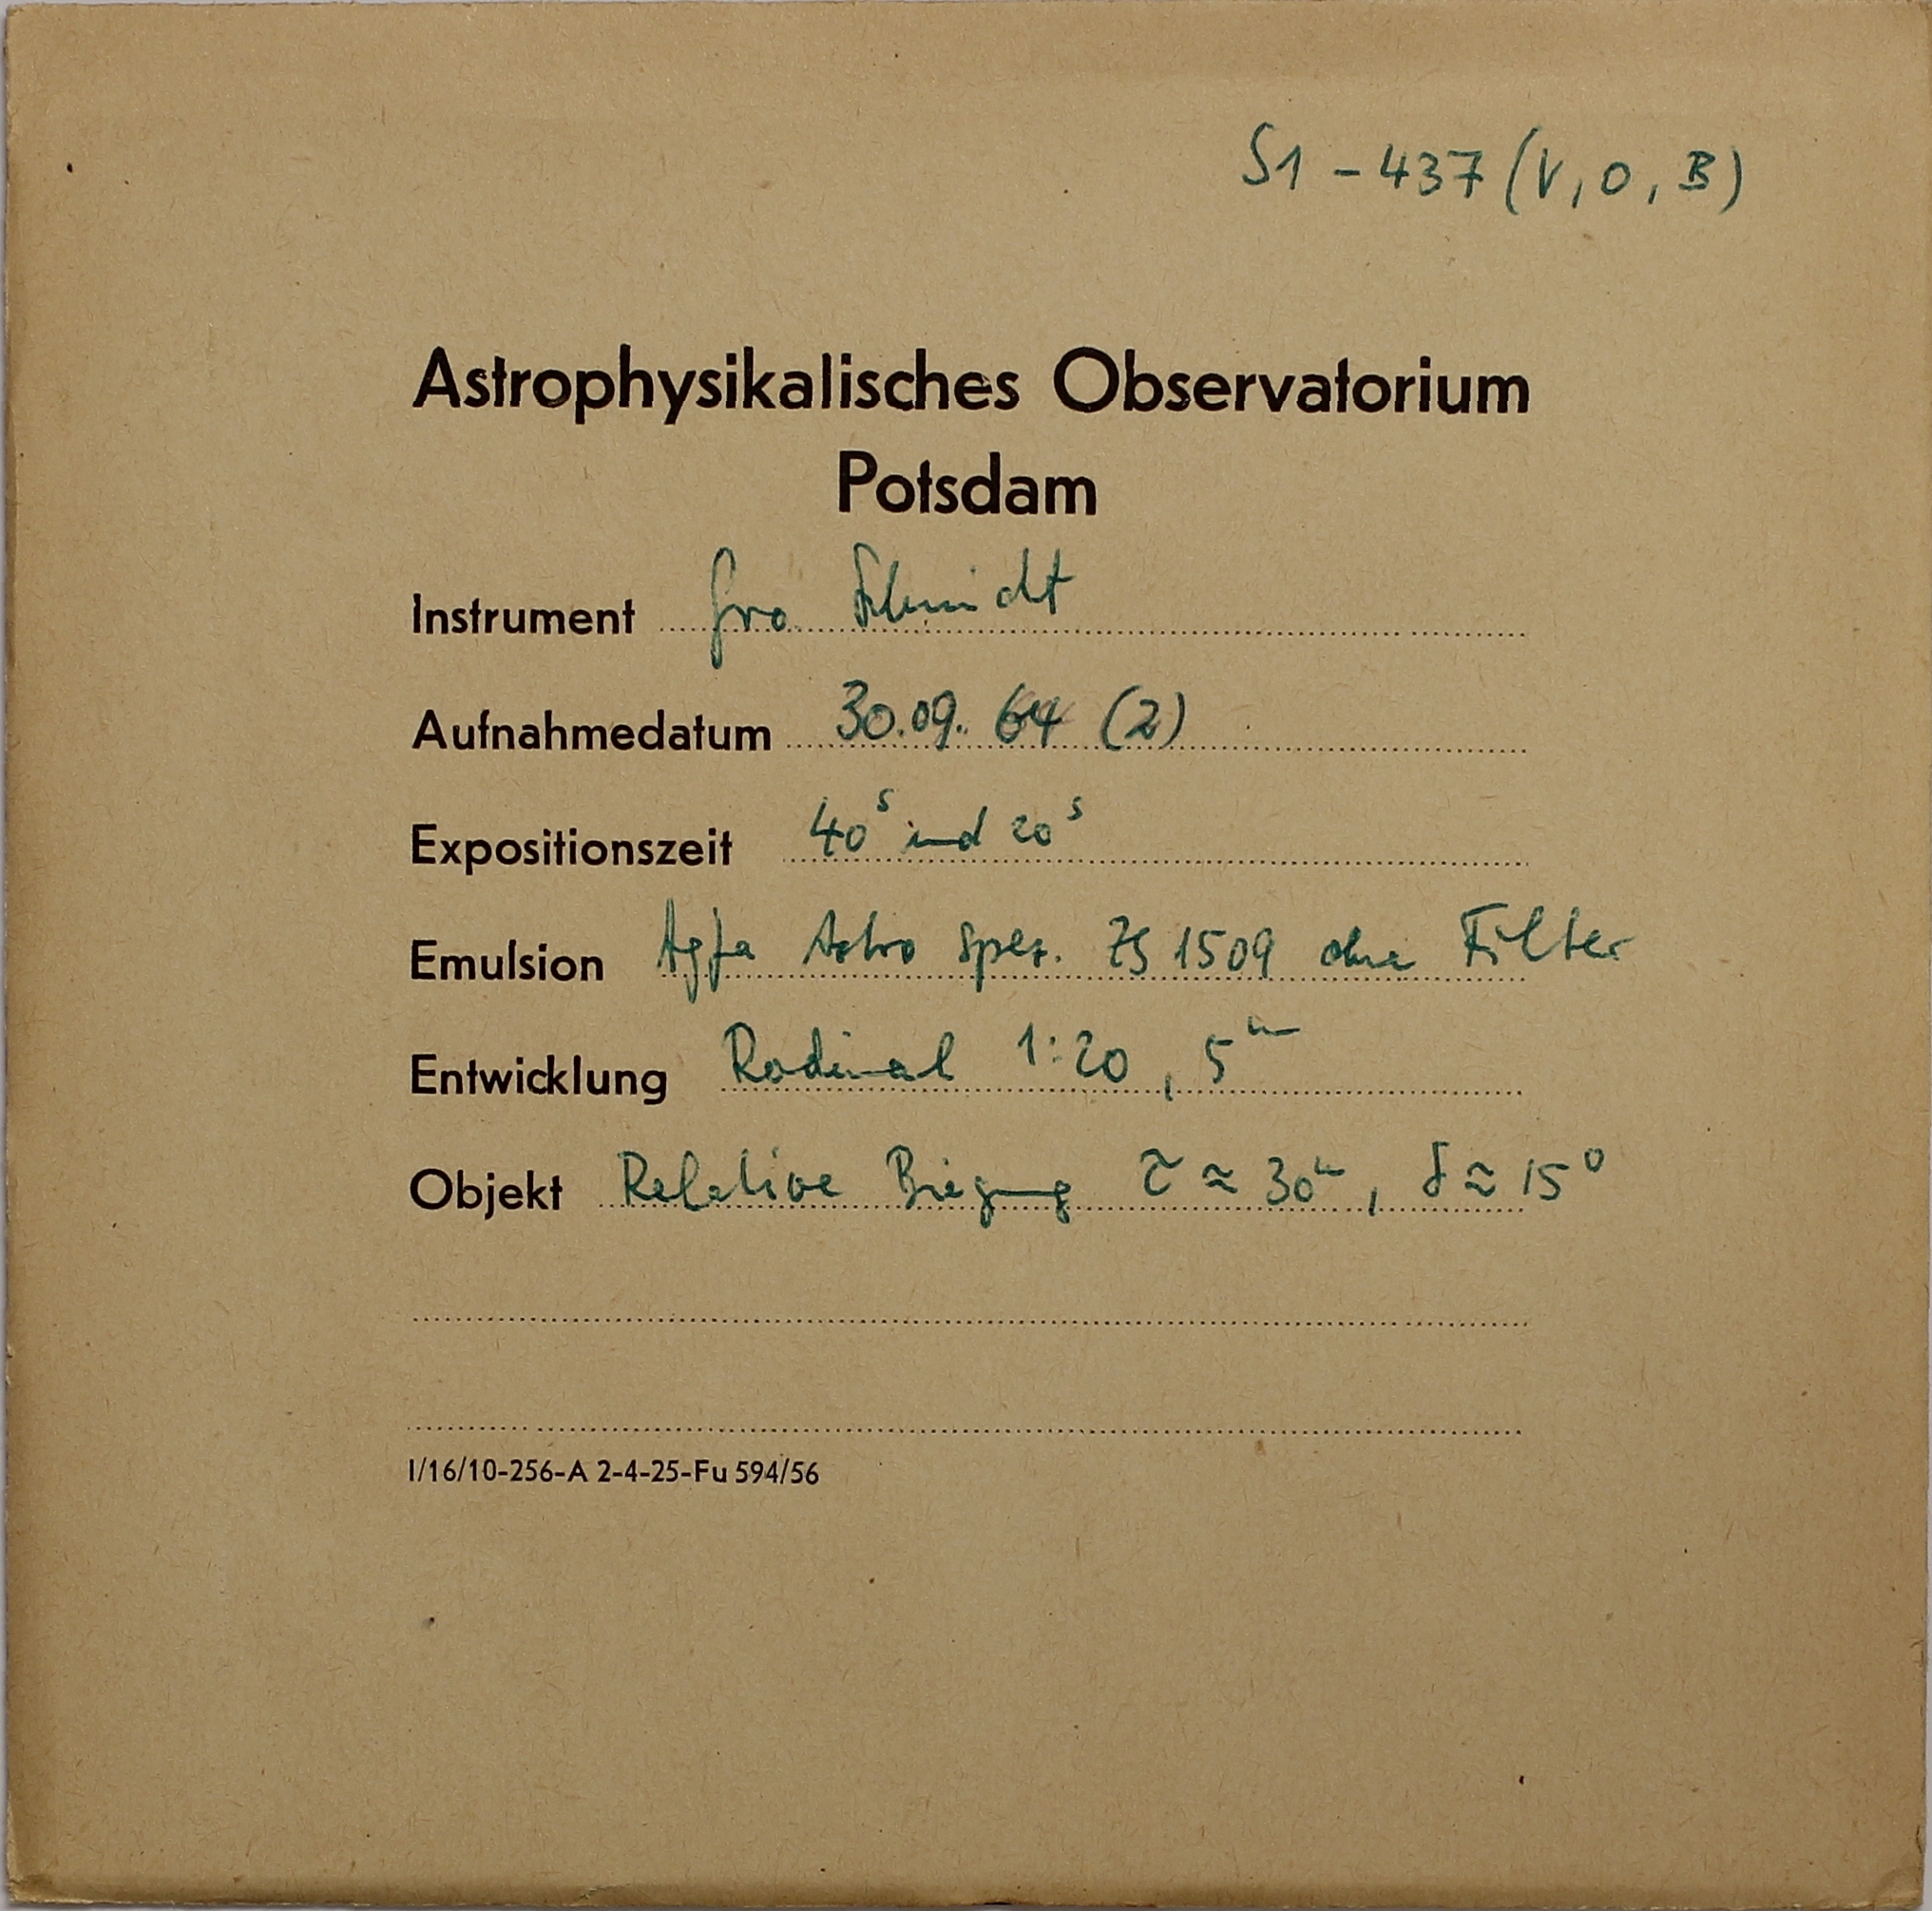 S1 - 437 (V, O, B)
Astrophysikalisches Observatorium
Potsdam
Instrument gro. Schmidt
Aufnahmedatum 30.09. 64 (2)
Expositionszeit 40ˢ und 20ˢ
Emulsion Agfa Astro spez. ZS 1509 ohne Filter
Entwicklung Rodinal 1:20, 5ᵐ
Objekt Relative Biegung τ ≈ 30ᵐ, δ ≈ 15°
I/16/10-256-A 2-4-25-Fu 594/56